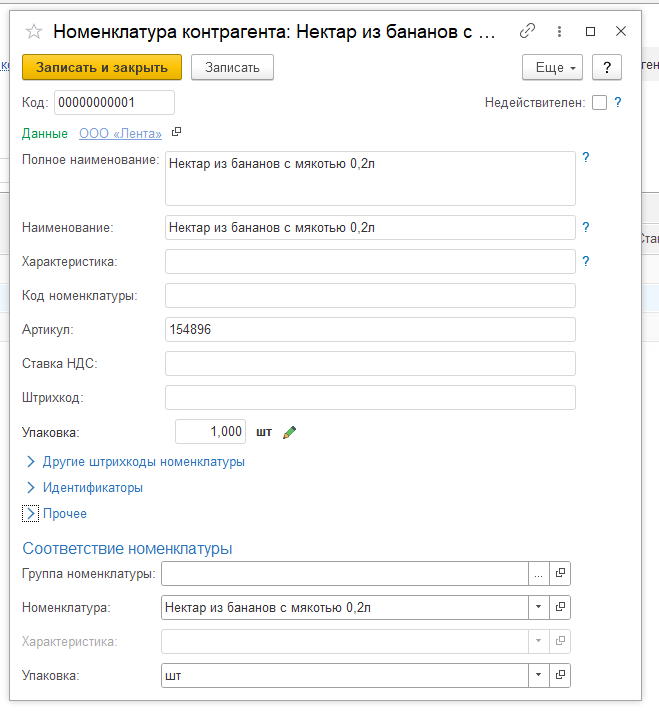 Номенклатура контрагента: Нектар из бананов с ...
Записать и закрыть Записать Еще ?
Код: 00000000001 Недействителен: ?
Данные ООО «Лента»
Полное наименование: Нектар из бананов с мякотью 0,2л ?
Наименование: Нектар из бананов с мякотью 0,2л ?
Характеристика: ?
Код номенклатуры:
Артикул: 154896
Ставка НДС:
Штрихкод:
Упаковка: 1,000 шт
Другие штрихкоды номенклатуры
Идентификаторы
Прочее
Соответствие номенклатуры
Группа номенклатуры: ...
Номенклатура: Нектар из бананов с мякотью 0,2л
Характеристика:
Упаковка: шт